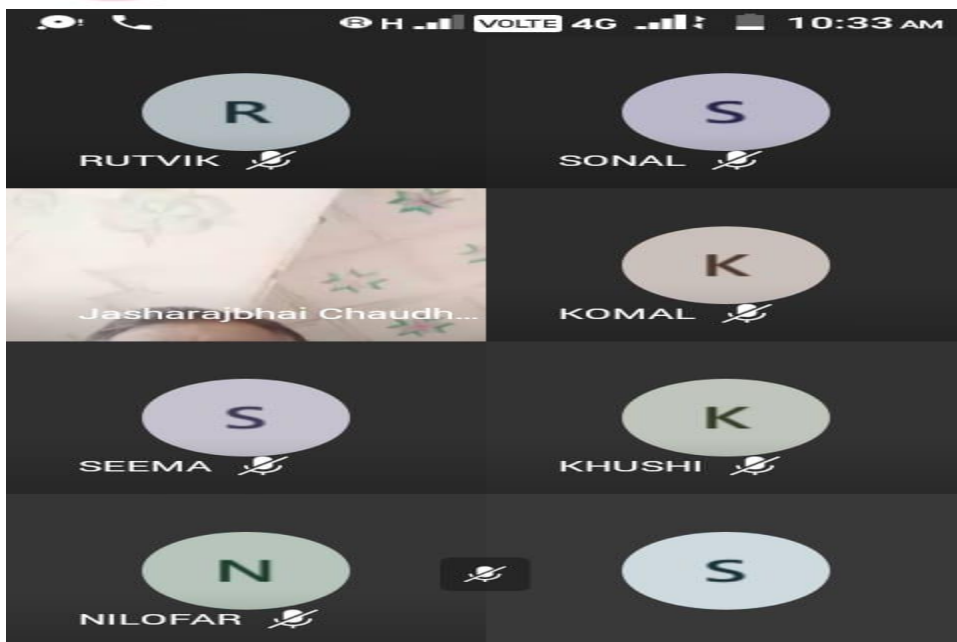 R H VOLTE 4G 10:33 AM
R S
RUTVIK SONAL
K
Jasharajbhai Chaudh... KOMAL
S K
SEEMA KHUSHI
N S
NILOFAR